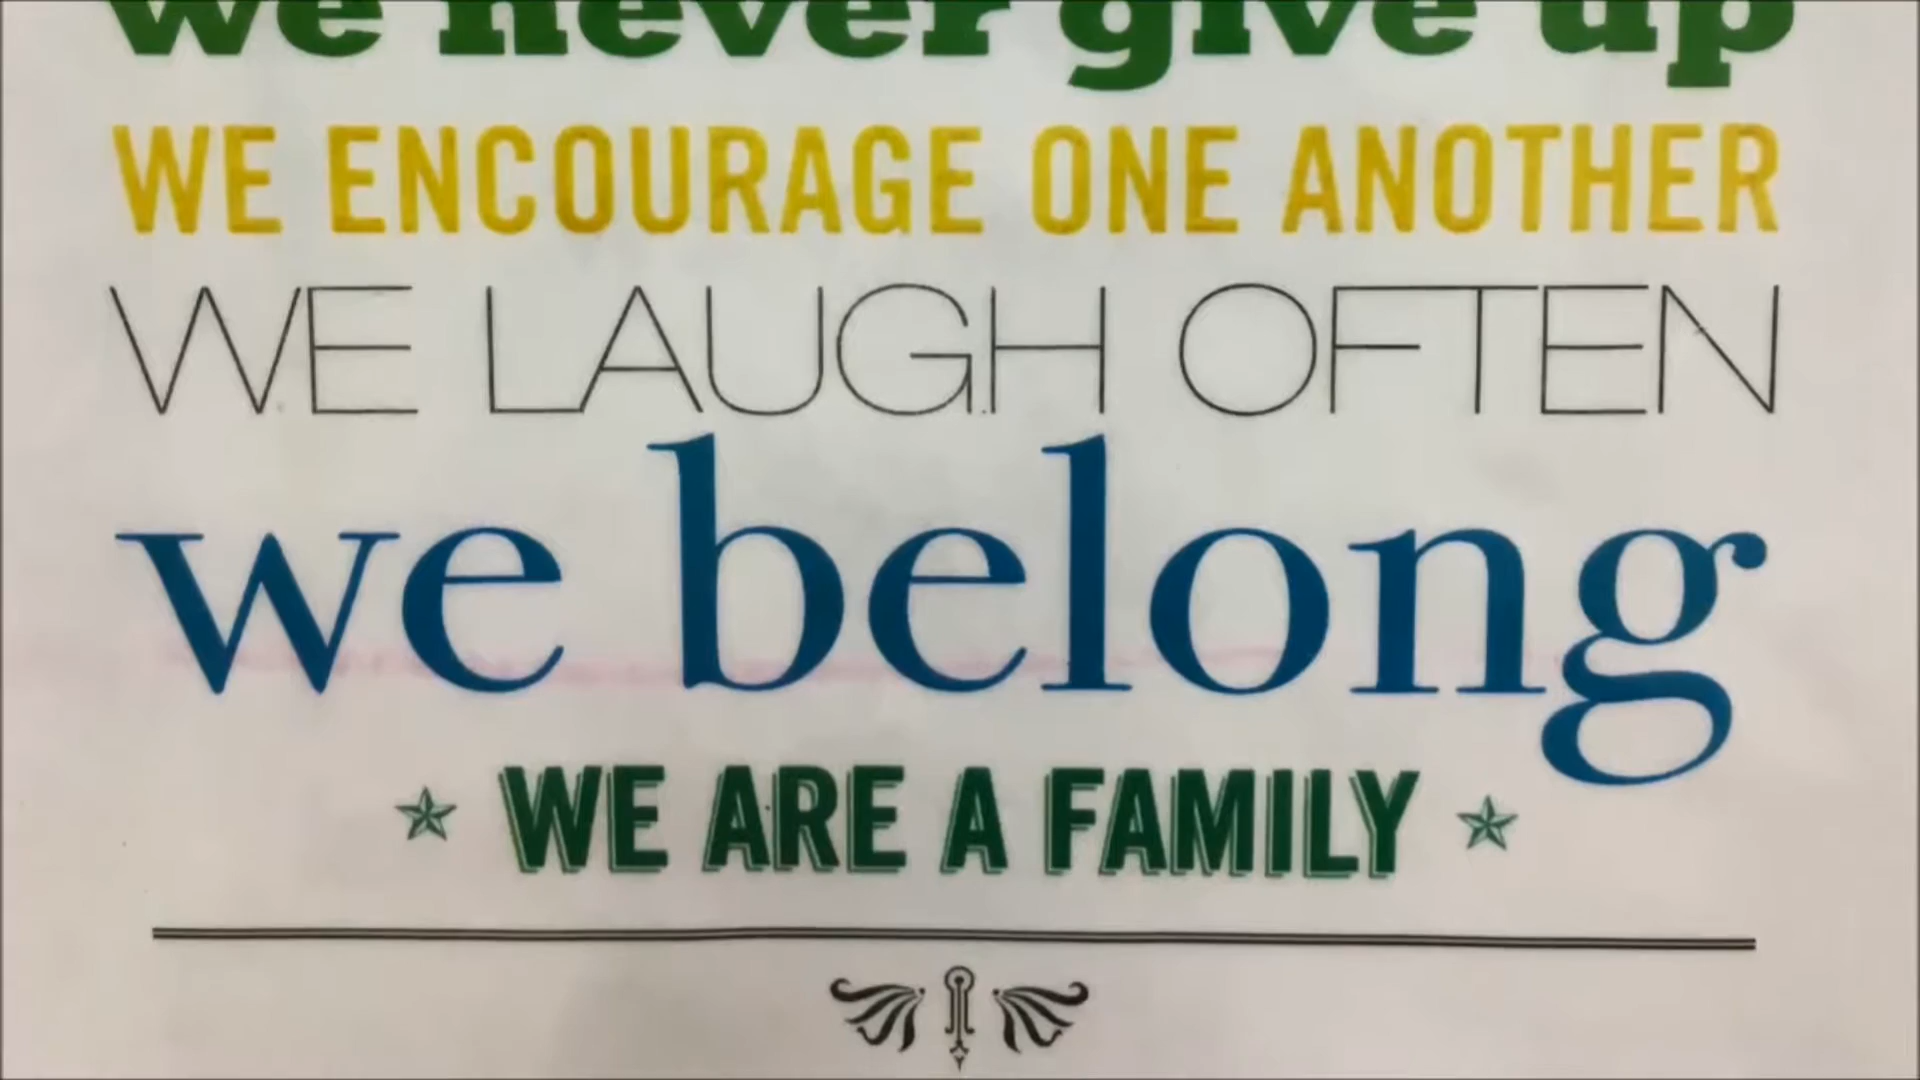 we never give up
WE ENCOURAGE ONE ANOTHER
WE LAUGH OFTEN
we belong
WE ARE A FAMILY